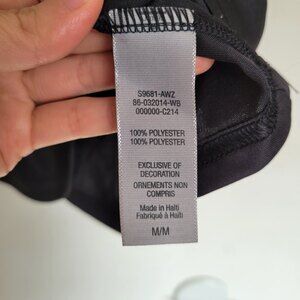 S9681-AWZ
86-032014-WB
000000-C214
100% POLYESTER
100% POLYESTER
EXCLUSIVE OF
DECORATION
ORNEMENTS NON
COMPRIS
Made in Haiti
Fabriqué à Haïti
M/M